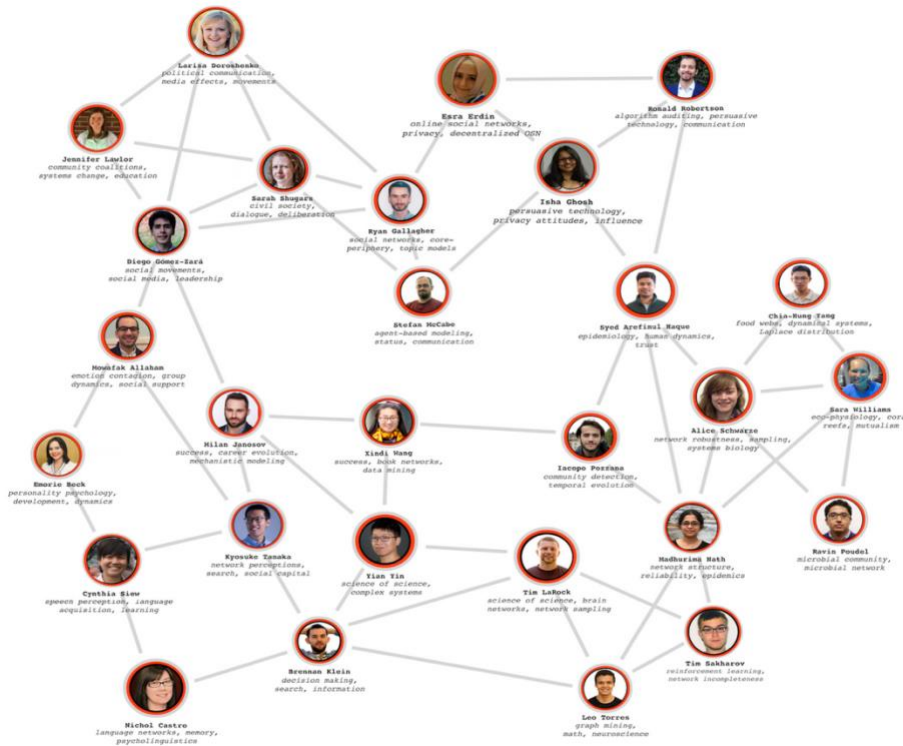 Larisa Doroshenko
political communication,
media effects, movements
Esra Erdin
online social networks,
privacy, decentralized OSN
Ronald Robertson
algorithm auditing, persuasive
technology, communication
Jennifer Lawlor
community coalitions,
systems change, education
Sarah Shugars
civil society,
dialogue, deliberation
Isha Ghosh
persuasive technology,
privacy attitudes, influence
Ryan Gallagher
social networks, core-
periphery, topic models
Diego Gómez-Zará
social movements,
social media, leadership
Stefan McCabe
agent-based modeling,
status, communication
Syed Arefinul Haque
epidemiology, human dynamics,
trust
Chia-Hung Yang
food webs, dynamical systems,
Laplace distribution
Mowafak Allaham
emotion contagion, group
dynamics, social support
Sara Williams
eco-physiology, cora
reefs, mutualism
Alice Schwarze
network robustness, sampling,
systems biology
Milan Janosov
success, career evolution,
mechanistic modeling
Xindi Wang
success, book networks,
data mining
Iacopo Pozzana
community detection,
temporal evolution
Emorie Beck
personality psychology,
development, dynamics
Kyosuke Tanaka
network perceptions,
search, social capital
Yian Yin
science of science,
complex systems
Madhurima Nath
network structure,
reliability, epidemics
Ravin Poudel
microbial community,
microbial network
Cynthia Siew
speech perception, language
acquisition, learning
Tim LaRock
science of science, brain
networks, network sampling
Brennan Klein
decision making,
search, information
Tim Sakharov
reinforcement learning,
network incompleteness
Nichol Castro
language networks, memory,
psycholinguistics
Leo Torres
graph mining,
math, neuroscience